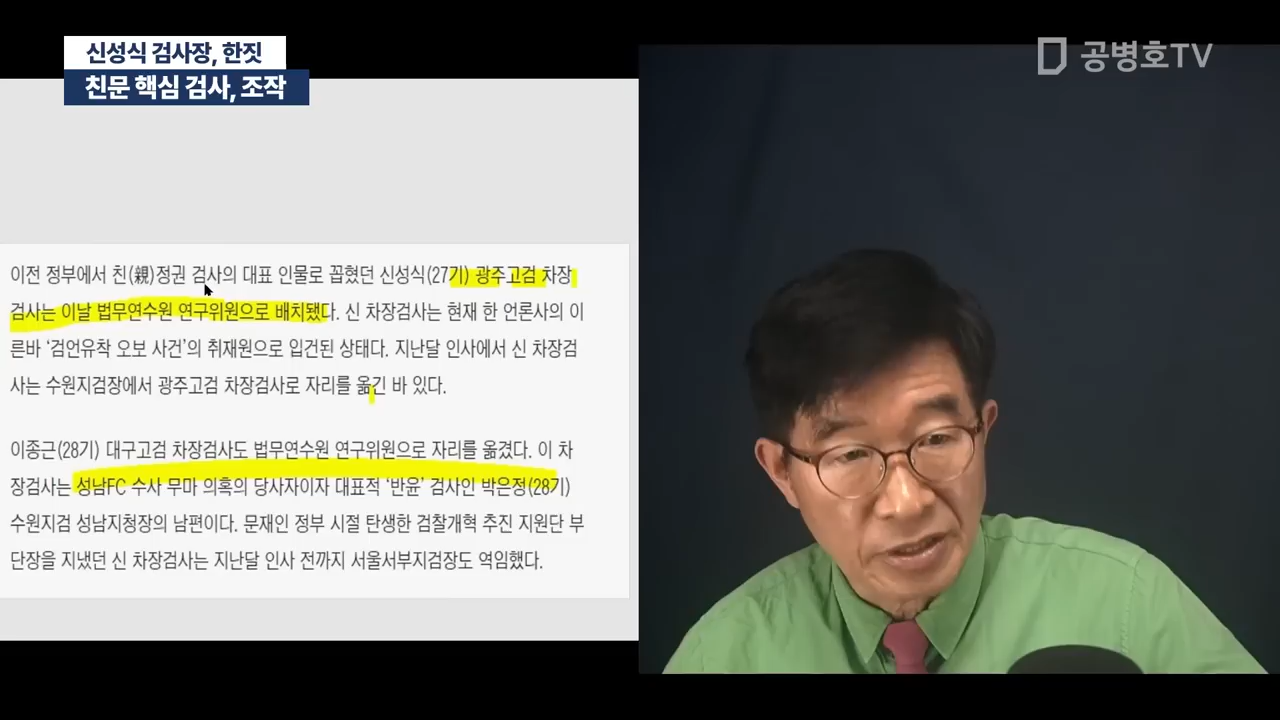 신성식 검사장, 한짓
친문 핵심 검사, 조작
공병호TV
이전 정부에서 친(親)정권 검사의 대표 인물로 꼽혔던 신성식(27기) 광주고검 차장
검사는 이날 법무연수원 연구위원으로 배치됐다. 신 차장검사는 현재 한 언론사의 이
른바 ‘검언유착 오보 사건’의 취재원으로 입건된 상태다. 지난달 인사에서 신 차장검
사는 수원지검장에서 광주고검 차장검사로 자리를 옮긴 바 있다.
이종근(28기) 대구고검 차장검사도 법무연수원 연구위원으로 자리를 옮겼다. 이 차
장검사는 성남FC 수사 무마 의혹의 당사자이자 대표적 ‘반윤’ 검사인 박은정(28기)
수원지검 성남지청장의 남편이다. 문재인 정부 시절 탄생한 검찰개혁 추진 지원단 부
단장을 지냈던 신 차장검사는 지난달 인사 전까지 서울서부지검장도 역임했다.